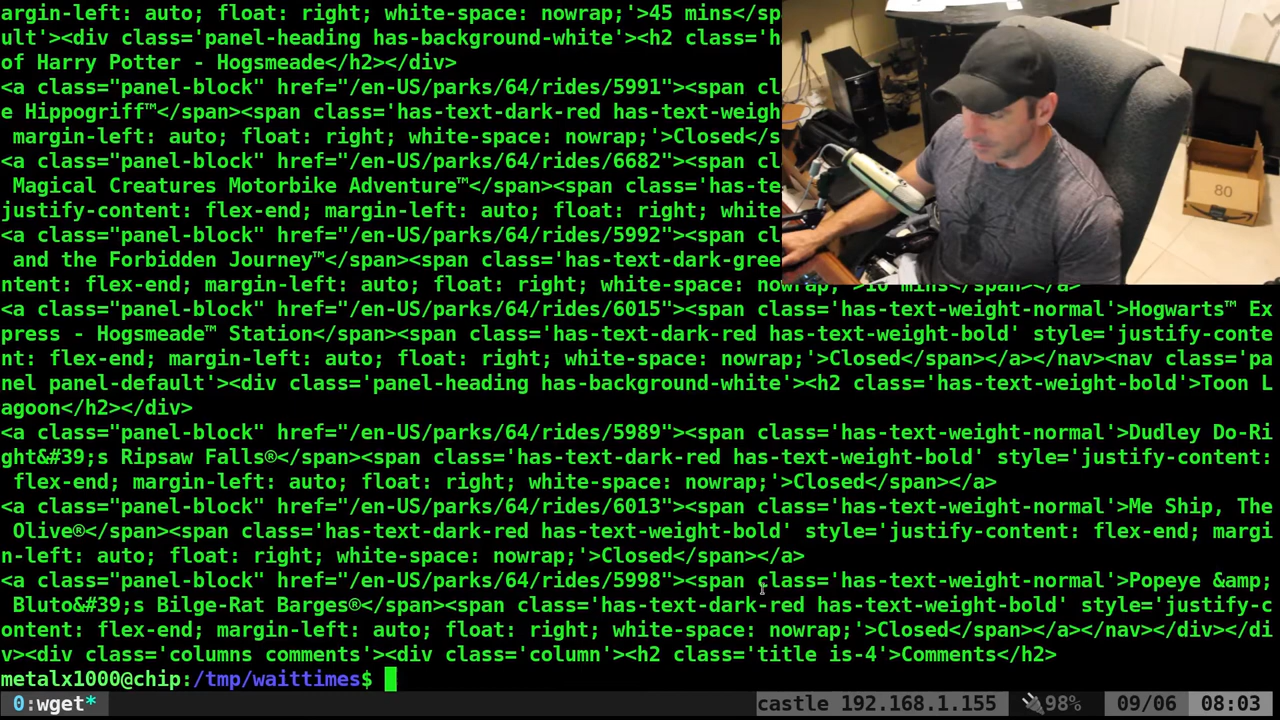 argin-left: auto; float: right; white-space: nowrap;'>45 mins</sp
ult'><div class='panel-heading has-background-white'><h2 class='h
of Harry Potter - Hogsmeade</h2></div>
<a class="panel-block" href="/en-US/parks/64/rides/5991"><span cl
e Hippogriff™</span><span class='has-text-dark-red has-text-weigh
 margin-left: auto; float: right; white-space: nowrap;'>Closed</s
<a class="panel-block" href="/en-US/parks/64/rides/6682"><span cl
 Magical Creatures Motorbike Adventure™</span><span class='has-te
justify-content: flex-end; margin-left: auto; float: right; white
<a class="panel-block" href="/en-US/parks/64/rides/5992"><span cl
 and the Forbidden Journey™</span><span class='has-text-dark-gree
ntent: flex-end; margin-left: auto; float: right; white-space: nowrap;'>10 mins</span></a>
<a class="panel-block" href="/en-US/parks/64/rides/6015"><span class='has-text-weight-normal'>Hogwarts™ Ex
press - Hogsmeade™ Station</span><span class='has-text-dark-red has-text-weight-bold' style='justify-conte
nt: flex-end; margin-left: auto; float: right; white-space: nowrap;'>Closed</span></a></nav><nav class='pa
nel panel-default'><div class='panel-heading has-background-white'><h2 class='has-text-weight-bold'>Toon L
agoon</h2></div>
<a class="panel-block" href="/en-US/parks/64/rides/5989"><span class='has-text-weight-normal'>Dudley Do-Ri
ght&#39;s Ripsaw Falls®</span><span class='has-text-dark-red has-text-weight-bold' style='justify-content:
 flex-end; margin-left: auto; float: right; white-space: nowrap;'>Closed</span></a>
<a class="panel-block" href="/en-US/parks/64/rides/6013"><span class='has-text-weight-normal'>Me Ship, The
 Olive®</span><span class='has-text-dark-red has-text-weight-bold' style='justify-content: flex-end; margi
n-left: auto; float: right; white-space: nowrap;'>Closed</span></a>
<a class="panel-block" href="/en-US/parks/64/rides/5998"><span class='has-text-weight-normal'>Popeye &amp;
 Bluto&#39;s Bilge-Rat Barges®</span><span class='has-text-dark-red has-text-weight-bold' style='justify-c
ontent: flex-end; margin-left: auto; float: right; white-space: nowrap;'>Closed</span></a></nav></div></di
v><div class='columns comments'><div class='column'><h2 class='title is-4'>Comments</h2>
metalx1000@chip:/tmp/waittimes$
0:wget* castle 192.168.1.155 98% 09/06 08:03
80